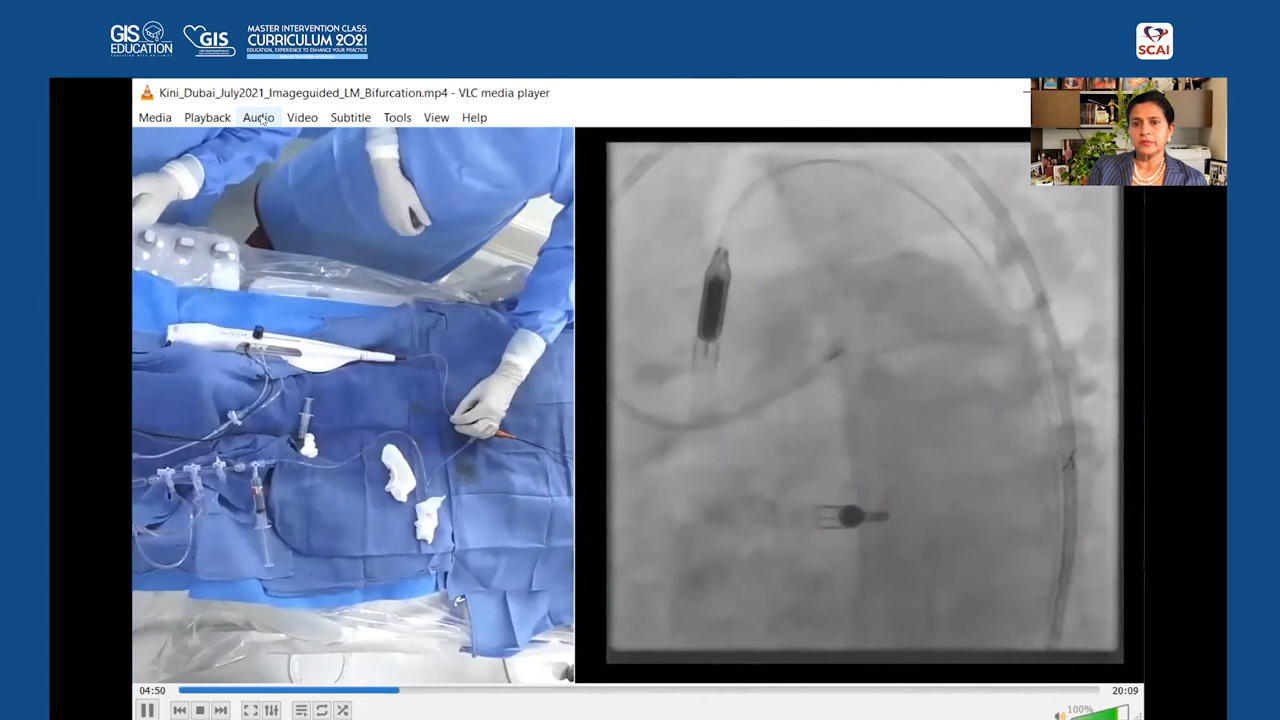 GIS
EDUCATION
GIS
MASTER INTERVENTION CLASS
CURRICULUM 2021
EDUCATION, EXPERIENCE TO ENHANCE YOUR PRACTICE
SCAI
Kini_Dubai_July2021_Imageguided_LM_Bifurcation.mp4 - VLC media player
Media Playback Audio Video Subtitle Tools View Help
04:50
20:09
100%